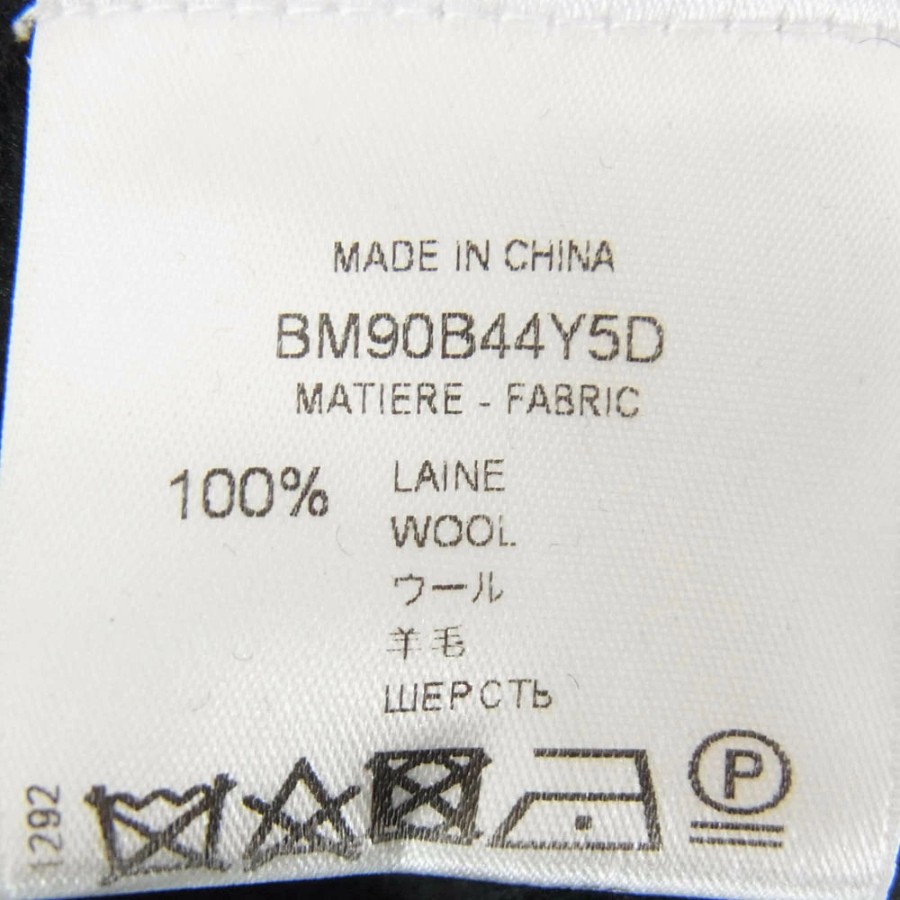 MADE IN CHINA
BM90B44Y5D
MATIERE - FABRIC
100% LAINE
WOOL
ウール
羊毛
ШЕРСТЬ
1292
P